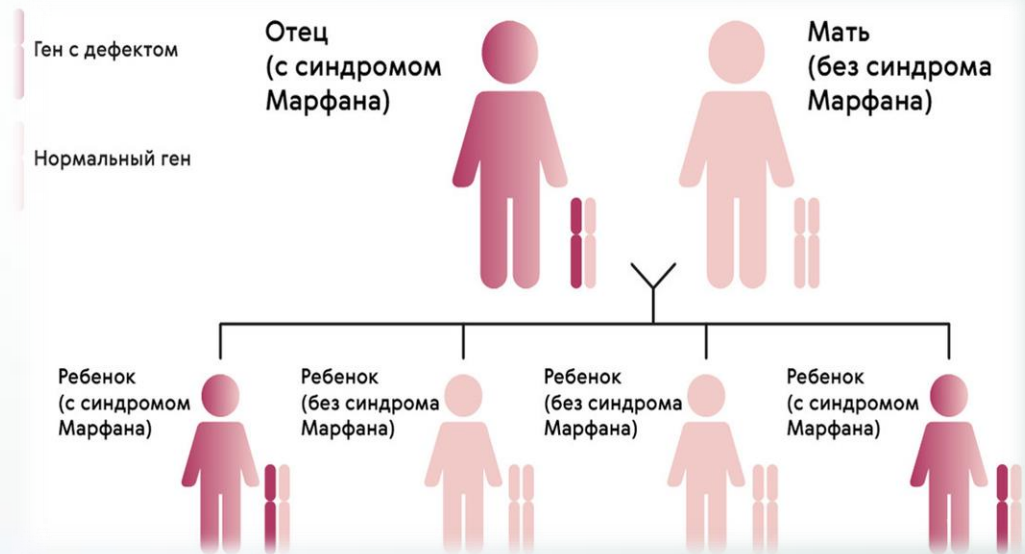 Ген с дефектом
Нормальный ген
Отец
(с синдромом
Марфана)
Мать
(без синдрома
Марфана)
Ребенок
(с синдромом
Марфана)
Ребенок
(без синдрома
Марфана)
Ребенок
(без синдрома
Марфана)
Ребенок
(с синдромом
Марфана)